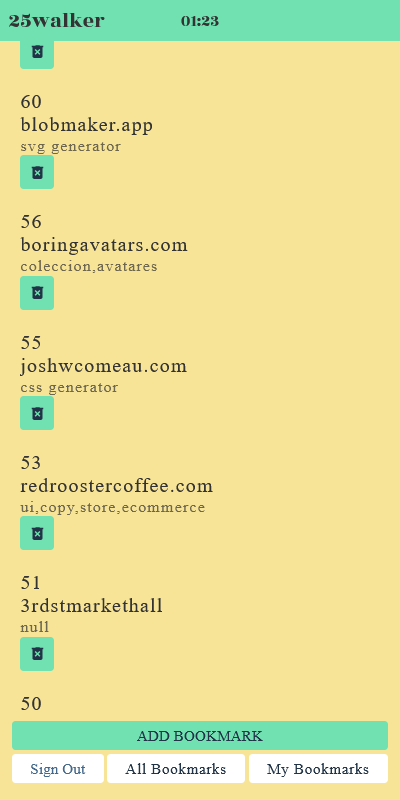 25walker
01:23
60
blobmaker.app
svg generator
56
boringavatars.com
coleccion,avatares
55
joshwcomeau.com
css generator
53
redroostercoffee.com
ui,copy,store,ecommerce
51
3rdstmarkethall
null
50
ADD BOOKMARK
Sign Out
All Bookmarks
My Bookmarks